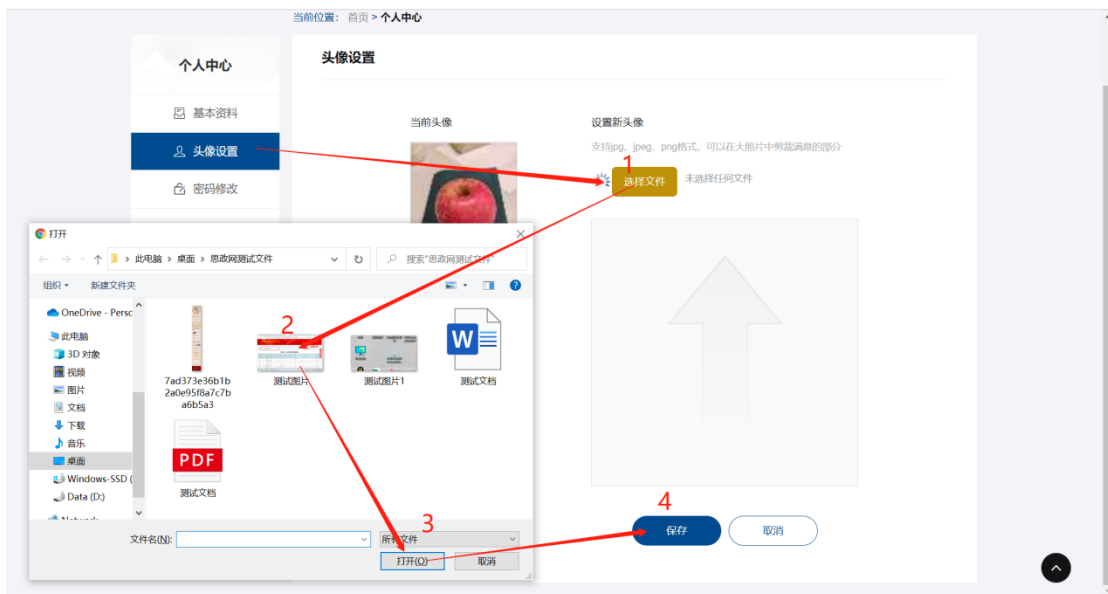 当前位置： 首页 > 个人中心
个人中心
基本资料
头像设置
密码修改
头像设置
当前头像
设置新头像
支持jpg、jpeg、png格式，可以在大照片中剪裁满意的部分
1
选择文件
未选择任何文件
打开
此电脑 > 桌面 > 思政网测试文件
搜索"思政网测试文件"
组织
新建文件夹
OneDrive - Persc
此电脑
3D 对象
视频
图片
文档
下载
音乐
桌面
Windows-SSD (
Data (D:)
Network
7ad373e36b1b
2a0e95f8a7c7b
a6b5a3
2
测试图片
测试图片1
W
测试文档
PDF
测试文档
3
文件名(N):
所有文件
打开(O)
取消
4
保存
取消